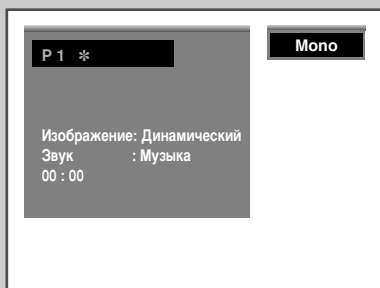 P 1 ✻
Mono
Изображение: Динамический
Звук : Музыка
00 : 00